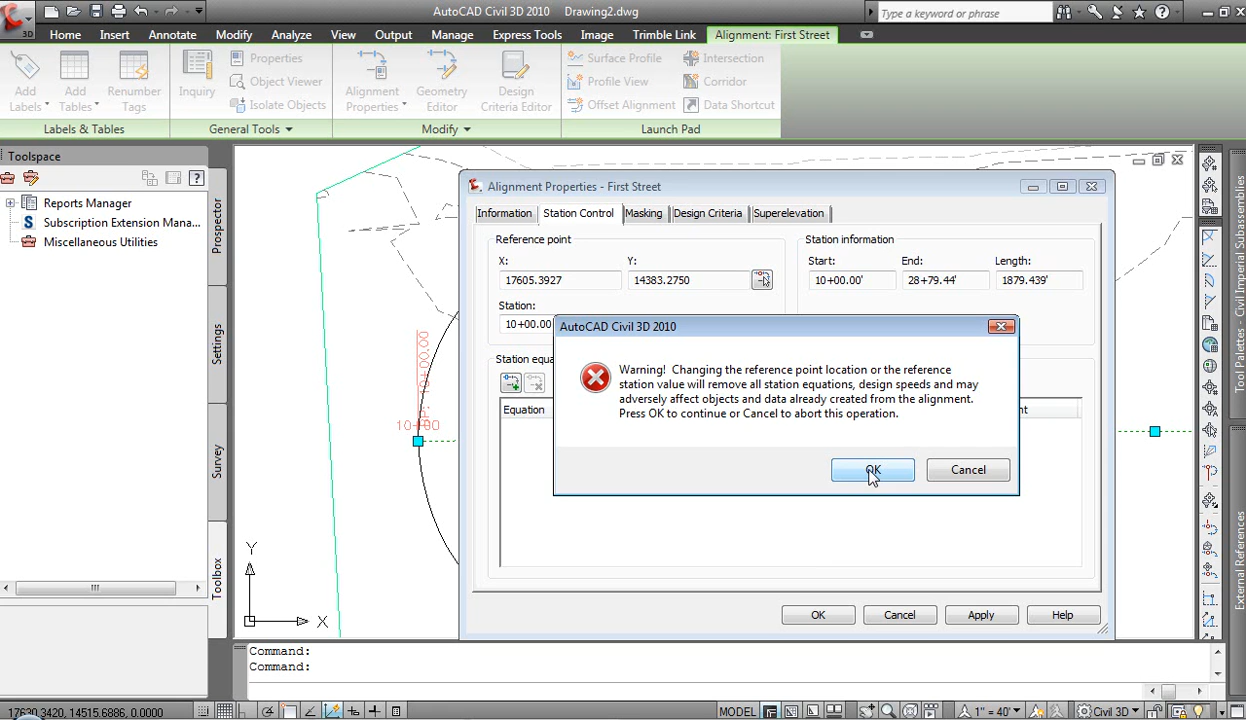 AutoCAD Civil 3D 2010 Drawing2.dwg
Type a keyword or phrase
3D
Home Insert Annotate Modify Analyze View Output Manage Express Tools Image Trimble Link Alignment: First Street
Add Labels
Add Tables
Renumber Tags
Labels & Tables
Inquiry
Properties
Object Viewer
Isolate Objects
General Tools
Alignment Properties
Geometry Editor
Design Criteria Editor
Modify
Surface Profile
Profile View
Offset Alignment
Intersection
Corridor
Data Shortcut
Launch Pad
Toolspace
Reports Manager
S Subscription Extension Mana...
Miscellaneous Utilities
Prospector
Settings
Survey
Toolbox
BP: 10+00.00
10+00
Y
X
Alignment Properties - First Street
Information Station Control Masking Design Criteria Superelevation
Reference point
X: Y:
17605.3927 14383.2750
Station:
10+00.00
Station information
Start: End: Length:
10+00.00' 28+79.44' 1879.439'
Station equa
Equation
nt
AutoCAD Civil 3D 2010
Warning! Changing the reference point location or the reference
station value will remove all station equations, design speeds and may
adversely affect objects and data already created from the alignment.
Press OK to continue or Cancel to abort this operation.
OK Cancel
OK Cancel Apply Help
Tool Palettes - Civil Imperial Subassemblies
External References
Command:
Command:
17630.3420, 14515.6886, 0.0000
MODEL
1" = 40'
Civil 3D